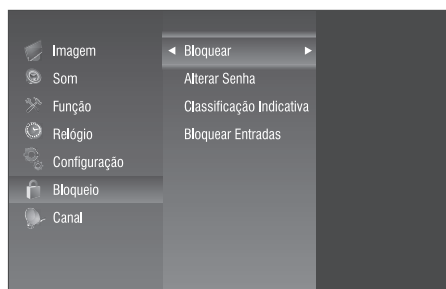 Imagem
Som
Função
Relógio
Configuração
Bloqueio
Canal
Bloquear
Alterar Senha
Classificação Indicativa
Bloquear Entradas